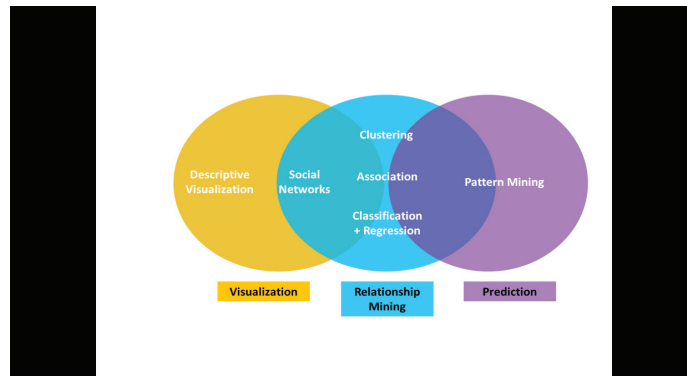 Clustering
Descriptive
Visualization
Social
Networks
Association
Pattern Mining
Classification
+ Regression
Visualization
Relationship
Mining
Prediction